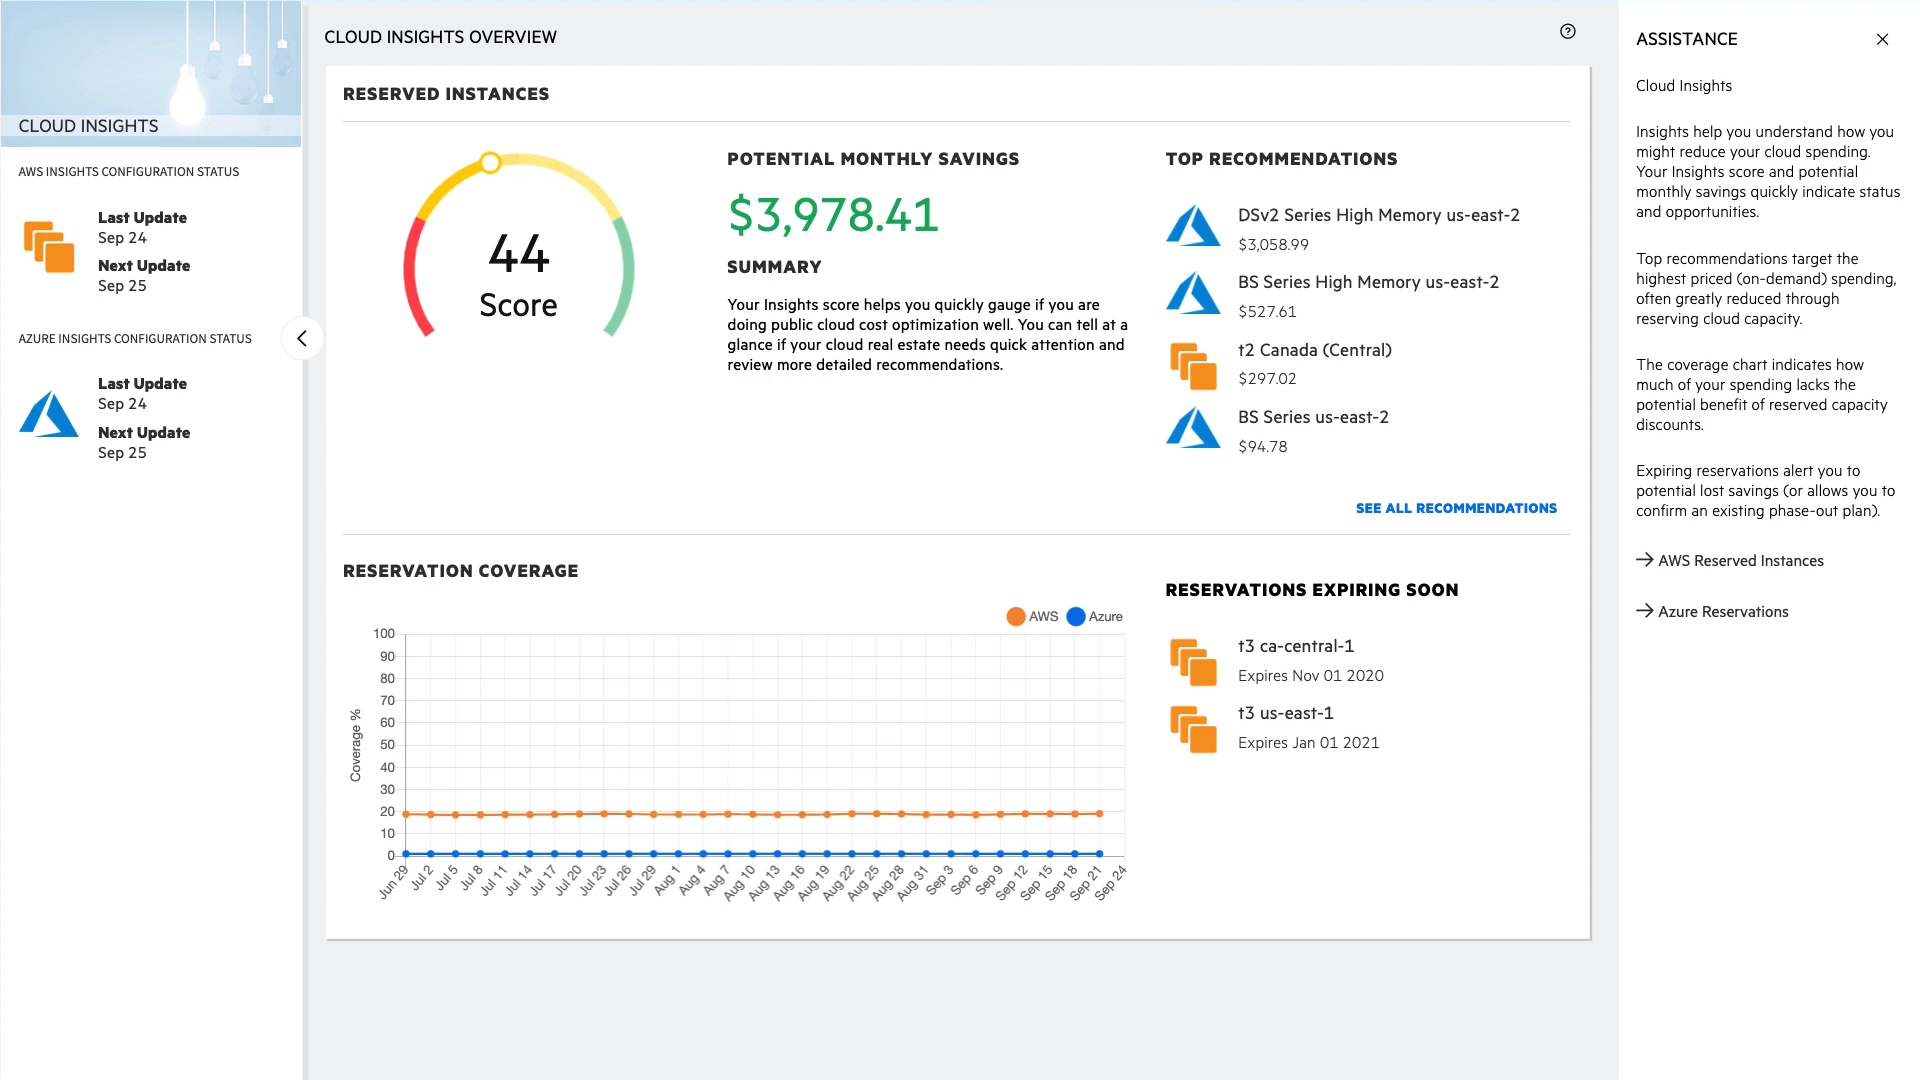 CLOUD INSIGHTS
AWS INSIGHTS CONFIGURATION STATUS
Last Update
Sep 24
Next Update
Sep 25
AZURE INSIGHTS CONFIGURATION STATUS
Last Update
Sep 24
Next Update
Sep 25
CLOUD INSIGHTS OVERVIEW
?
RESERVED INSTANCES
44
Score
POTENTIAL MONTHLY SAVINGS
$3,978.41
SUMMARY
Your Insights score helps you quickly gauge if you are
doing public cloud cost optimization well. You can tell at a
glance if your cloud real estate needs quick attention and
review more detailed recommendations.
TOP RECOMMENDATIONS
DSv2 Series High Memory us-east-2
$3,058.99
BS Series High Memory us-east-2
$527.61
t2 Canada (Central)
$297.02
BS Series us-east-2
$94.78
SEE ALL RECOMMENDATIONS
RESERVATION COVERAGE
AWS Azure
Coverage %
100
90
80
70
60
50
40
30
20
10
0
Jun 29 Jul 2 Jul 5 Jul 8 Jul 11 Jul 14 Jul 17 Jul 20 Jul 23 Jul 26 Jul 29 Aug 1 Aug 4 Aug 7 Aug 10 Aug 13 Aug 16 Aug 19 Aug 22 Aug 25 Aug 28 Aug 31 Sep 3 Sep 6 Sep 9 Sep 12 Sep 15 Sep 18 Sep 21 Sep 24
RESERVATIONS EXPIRING SOON
t3 ca-central-1
Expires Nov 01 2020
t3 us-east-1
Expires Jan 01 2021
ASSISTANCE
Cloud Insights
Insights help you understand how you
might reduce your cloud spending.
Your Insights score and potential
monthly savings quickly indicate status
and opportunities.
Top recommendations target the
highest priced (on-demand) spending,
often greatly reduced through
reserving cloud capacity.
The coverage chart indicates how
much of your spending lacks the
potential benefit of reserved capacity
discounts.
Expiring reservations alert you to
potential lost savings (or allows you to
confirm an existing phase-out plan).
AWS Reserved Instances
Azure Reservations